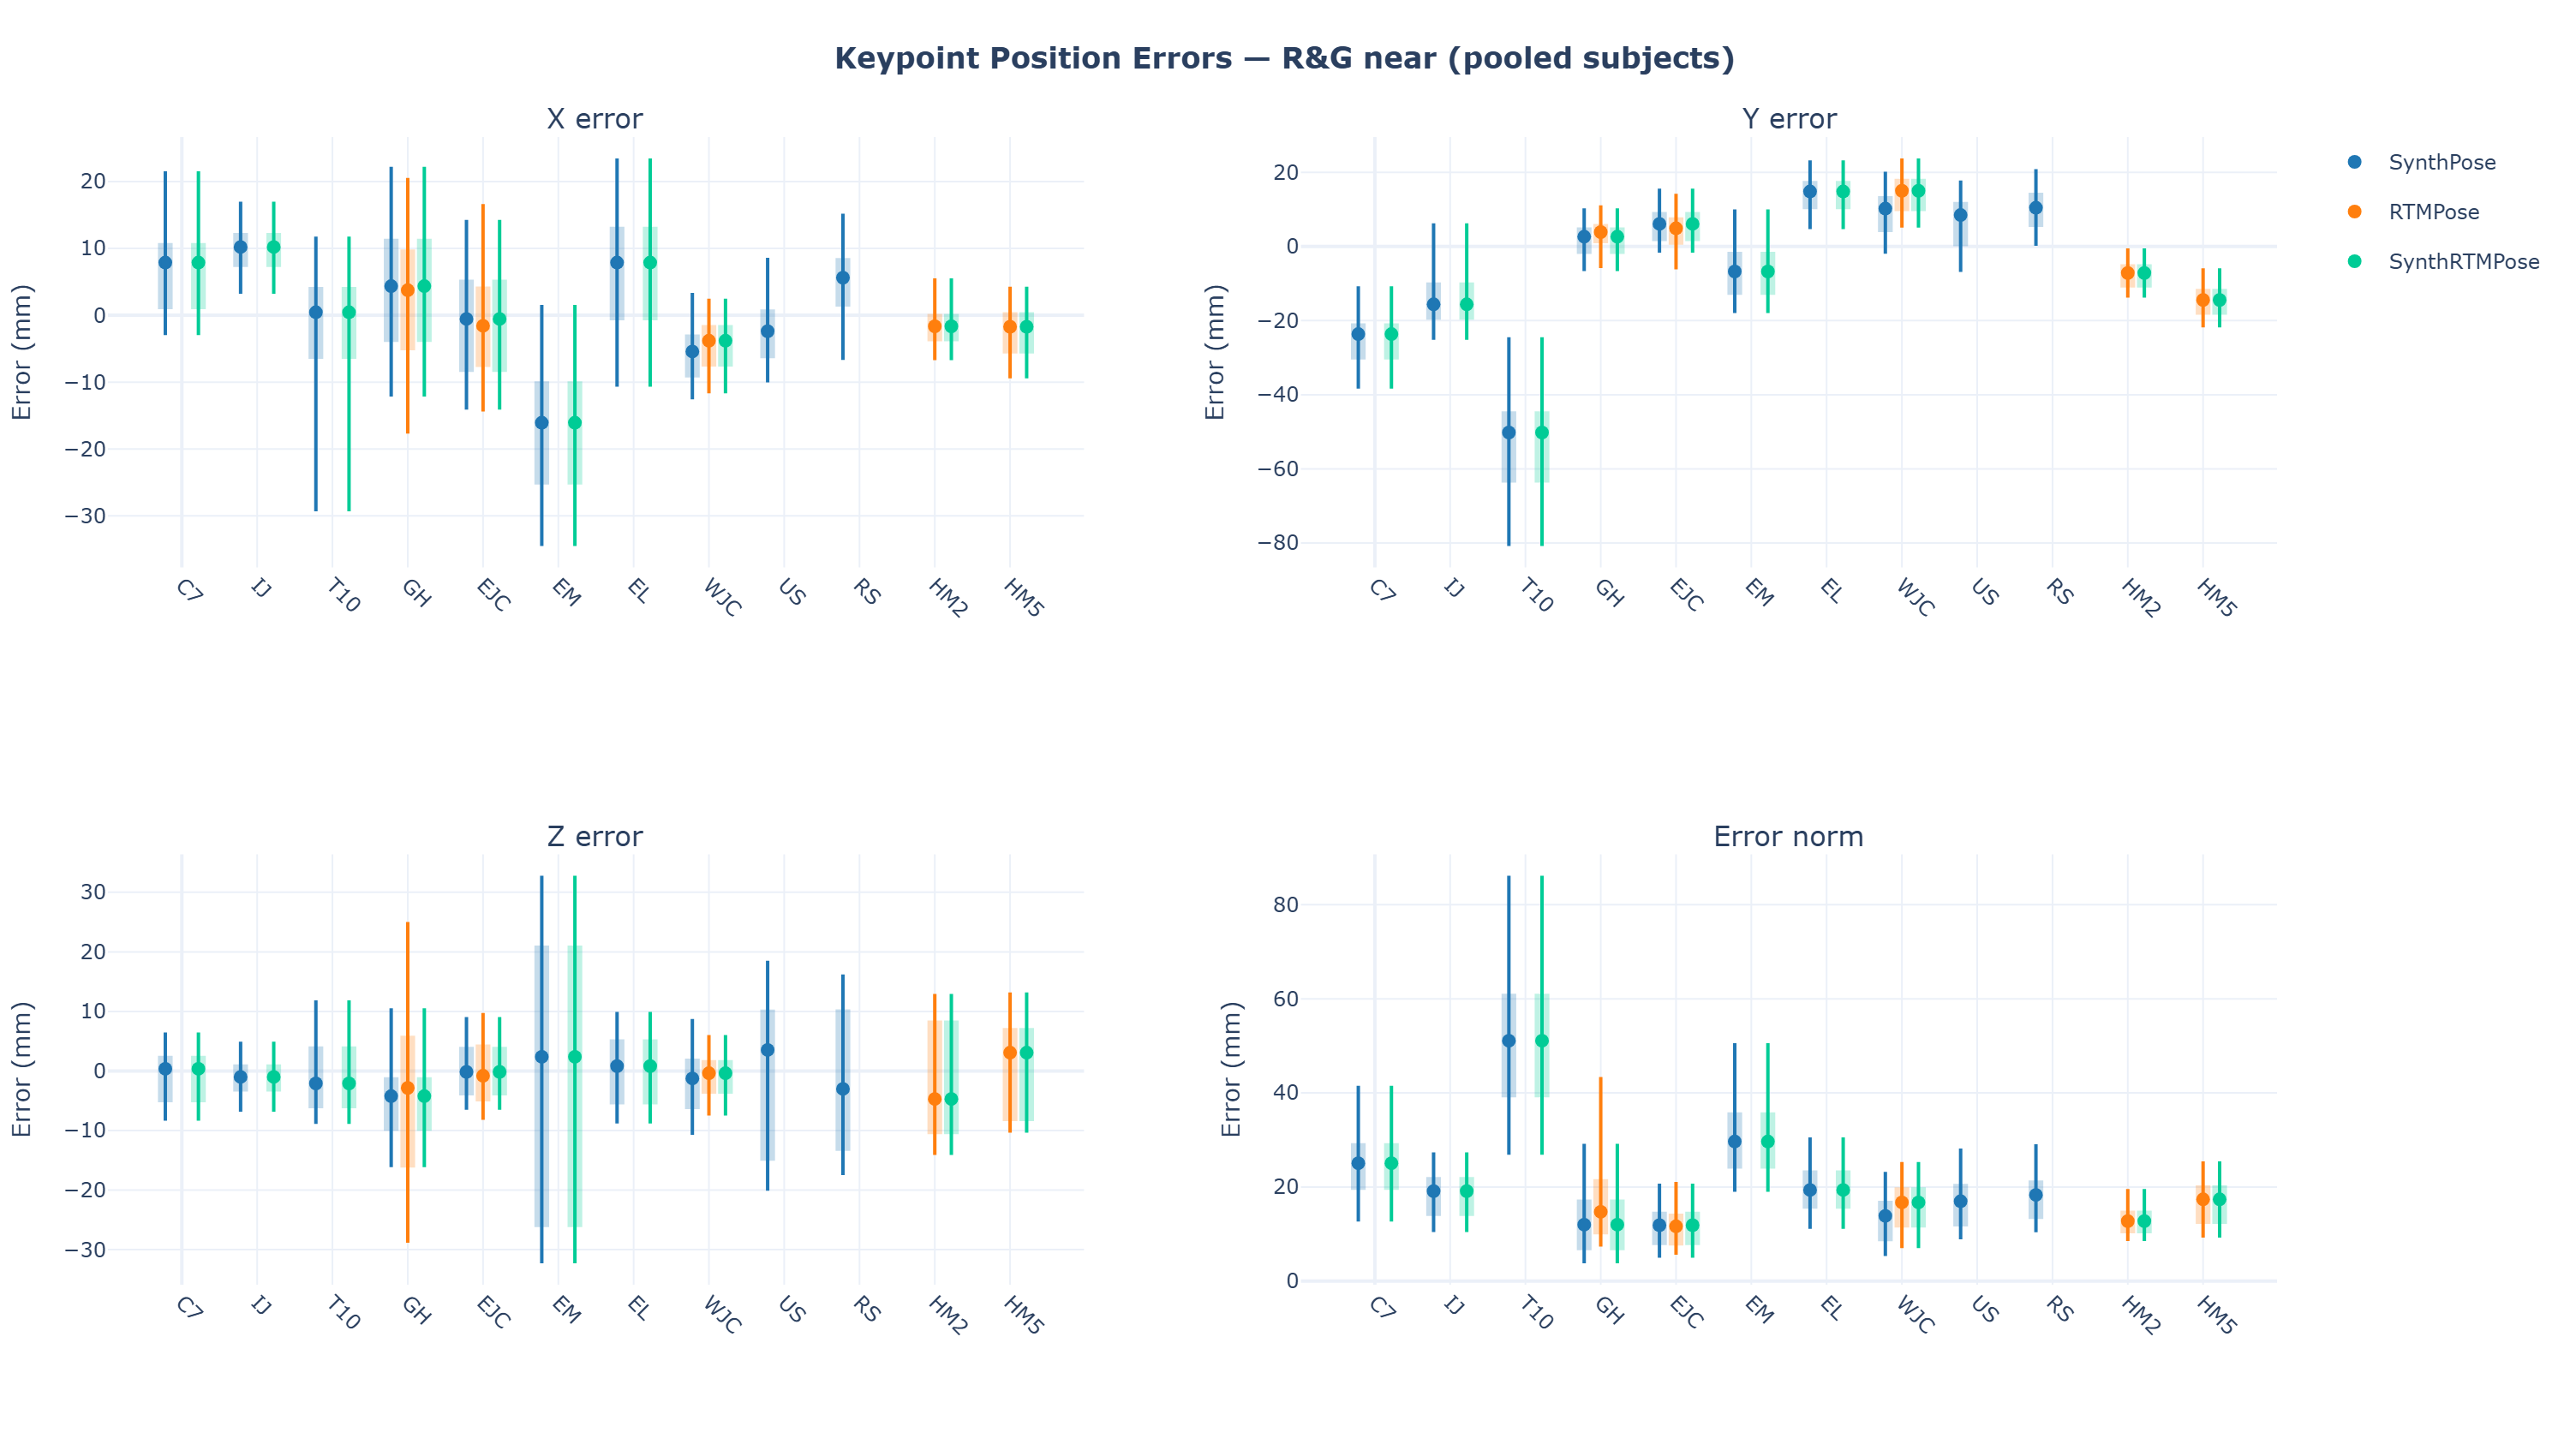 Keypoint Position Errors — R&G near (pooled subjects)
X error
Error (mm)
20
10
0
−10
−20
−30
C7 IJ T10 GH EJC EM EL WJC US RS HM2 HM5
Y error
Error (mm)
20
0
−20
−40
−60
−80
C7 IJ T10 GH EJC EM EL WJC US RS HM2 HM5
SynthPose
RTMPose
SynthRTMPose
Z error
Error (mm)
30
20
10
0
−10
−20
−30
C7 IJ T10 GH EJC EM EL WJC US RS HM2 HM5
Error norm
Error (mm)
80
60
40
20
0
C7 IJ T10 GH EJC EM EL WJC US RS HM2 HM5